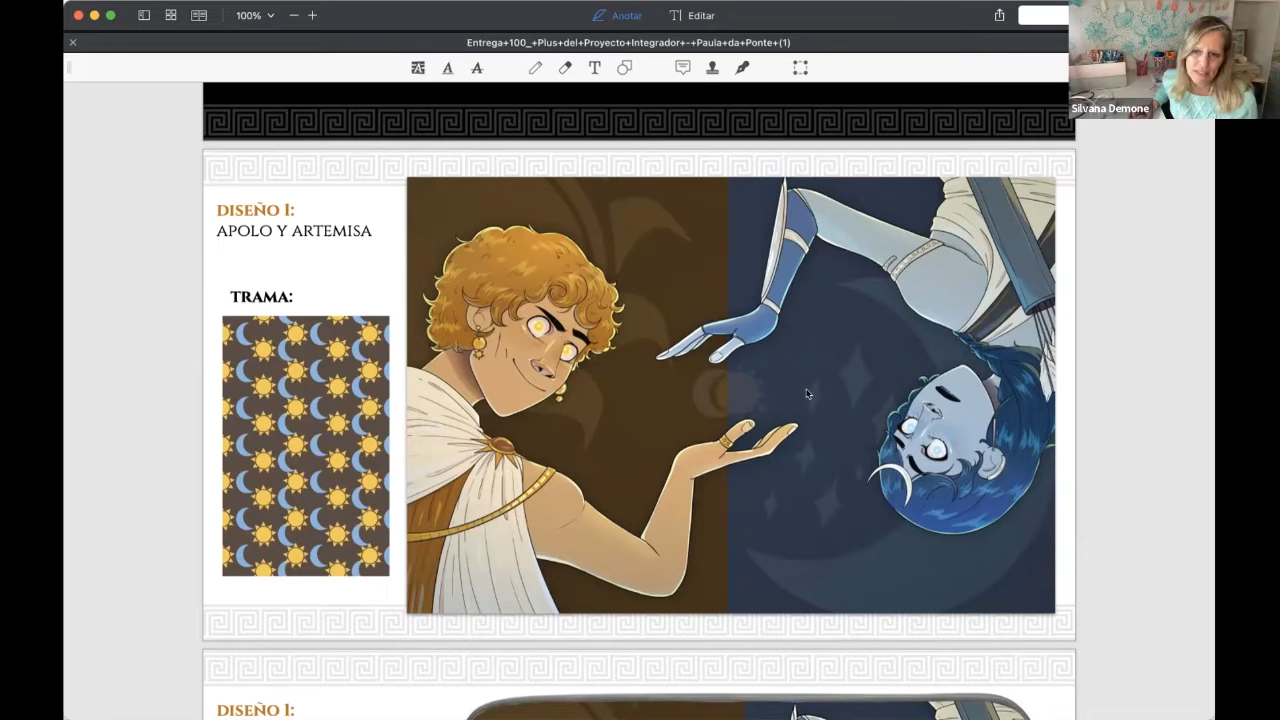 100%
Anotar
Editar
Entrega+100_+Plus+del+Proyecto+Integrador+-+Paula+da+Ponte+(1)
Silvana Demone
DISEÑO 1:
APOLO Y ARTEMISA
TRAMA:
DISEÑO 1: